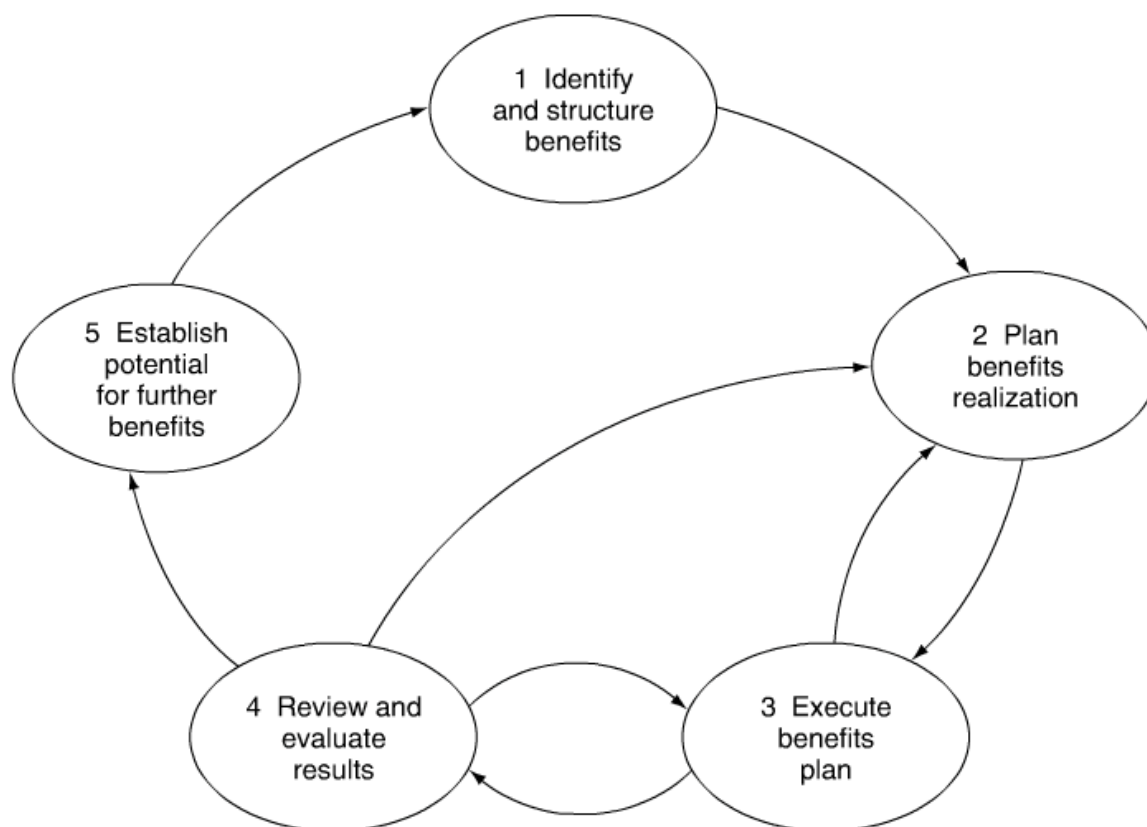 1 Identify
and structure
benefits
2 Plan
benefits
realization
3 Execute
benefits
plan
4 Review and
evaluate
results
5 Establish
potential
for further
benefits